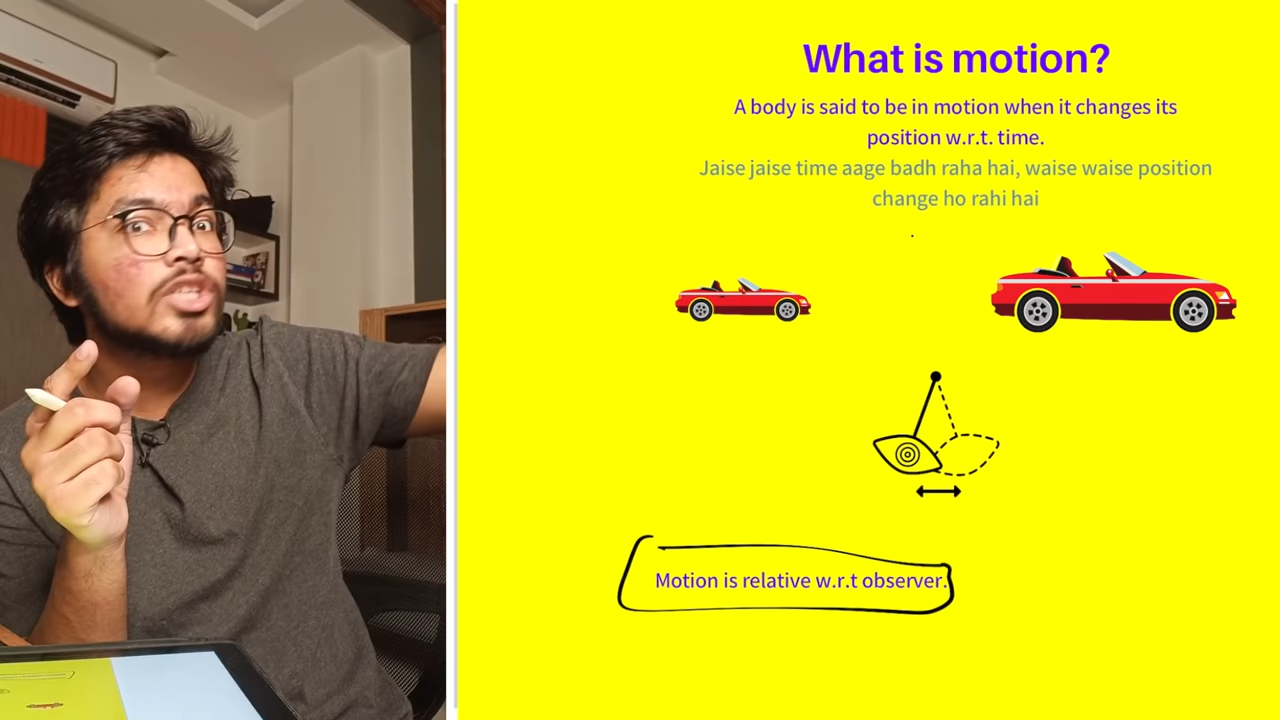 What is motion?
A body is said to be in motion when it changes its
position w.r.t. time.
Jaise jaise time aage badh raha hai, waise waise position
change ho rahi hai
Motion is relative w.r.t observer.